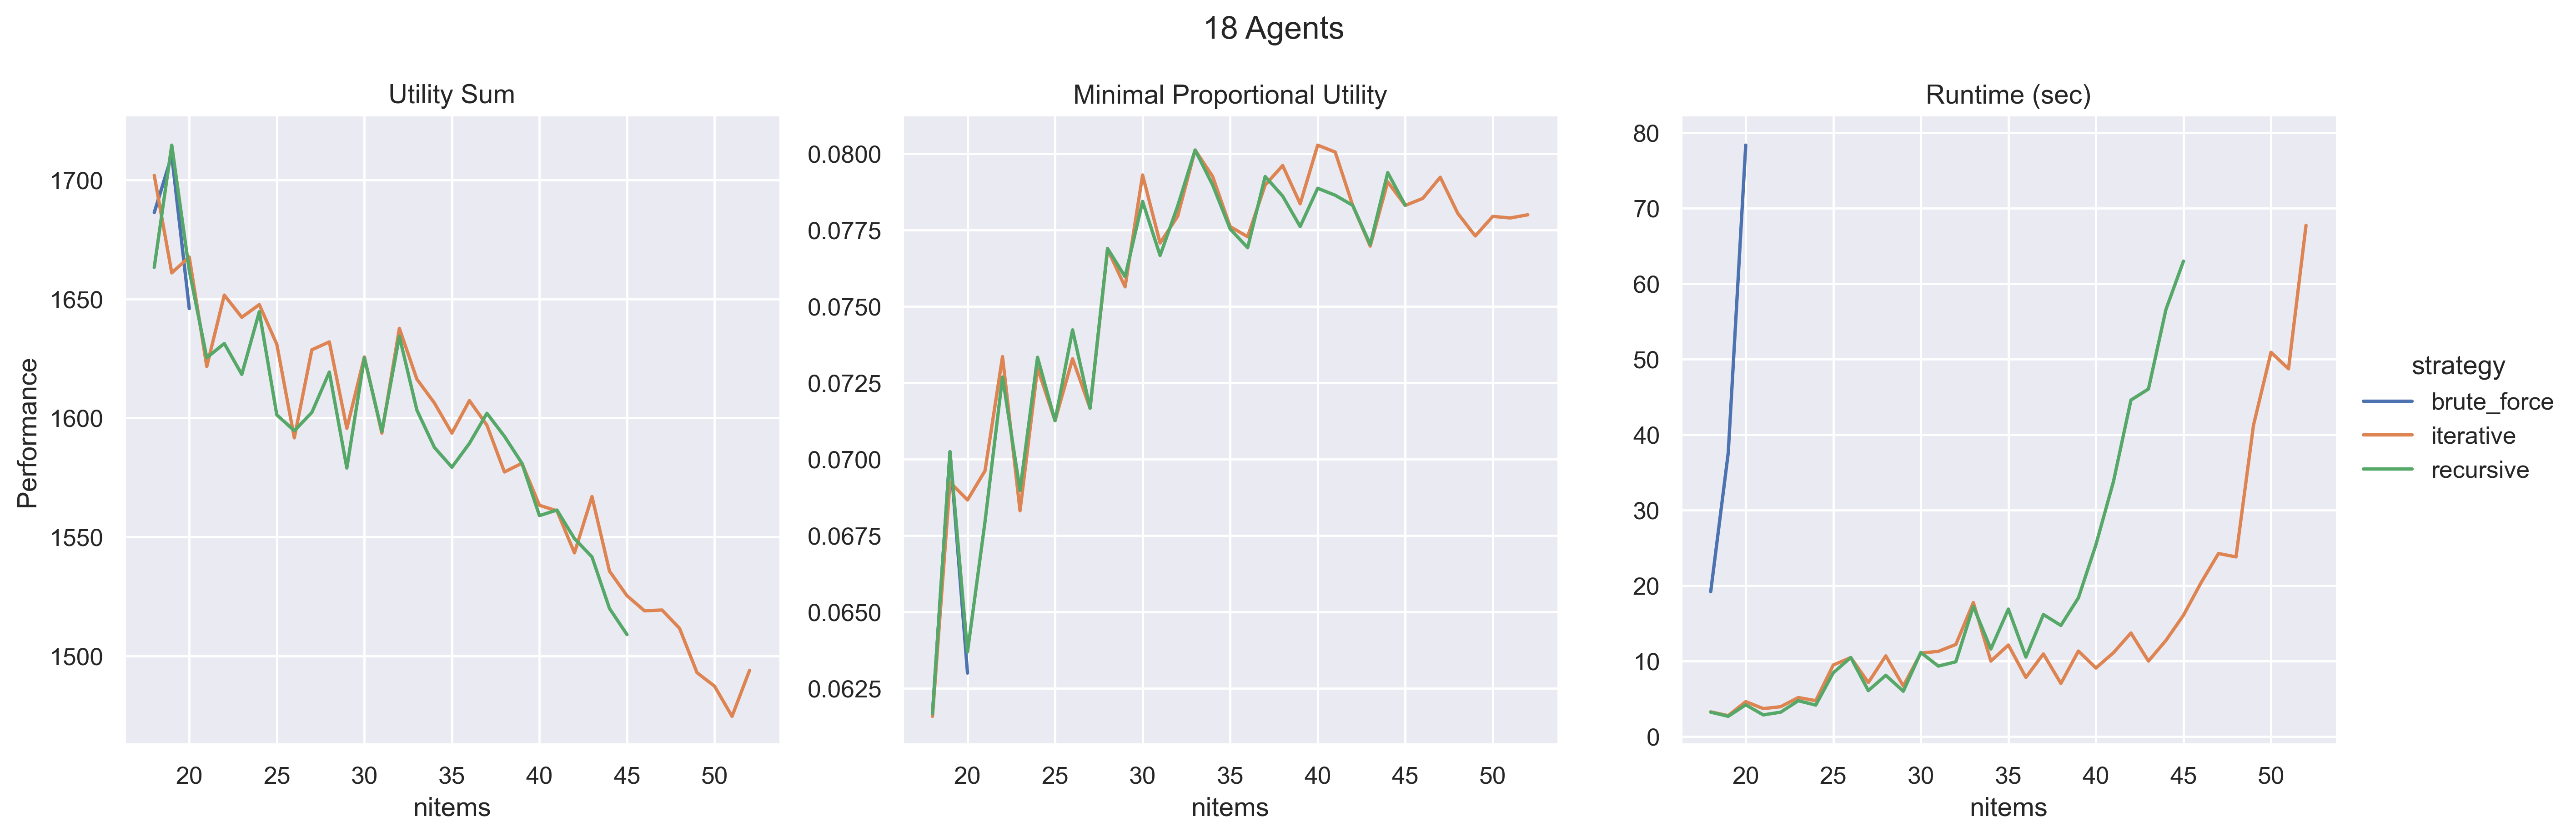 18 Agents
Utility Sum
Performance
1700
1650
1600
1550
1500
20 25 30 35 40 45 50
nitems
Minimal Proportional Utility
0.0800
0.0775
0.0750
0.0725
0.0700
0.0675
0.0650
0.0625
20 25 30 35 40 45 50
nitems
Runtime (sec)
80
70
60
50
40
30
20
10
0
20 25 30 35 40 45 50
nitems
strategy
brute_force
iterative
recursive